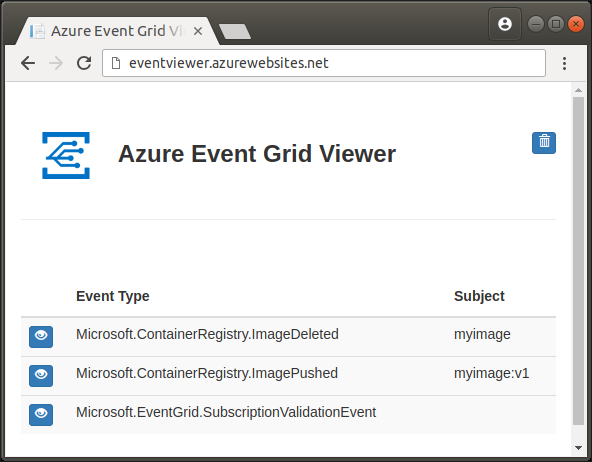 Azure Event Grid Vi
eventviewer.azurewebsites.net
Azure Event Grid Viewer
Event Type Subject
Microsoft.ContainerRegistry.ImageDeleted myimage
Microsoft.ContainerRegistry.ImagePushed myimage:v1
Microsoft.EventGrid.SubscriptionValidationEvent